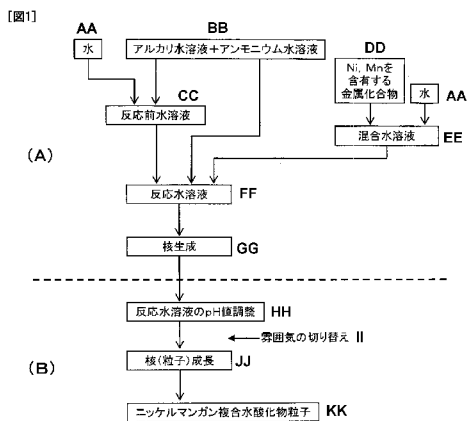 [図1]
AA
水
BB
アルカリ水溶液+アンモニウム水溶液
DD
Ni, Mnを
含有する
金属化合物
水
AA
CC
反応前水溶液
混合水溶液
EE
(A)
反応水溶液
FF
核生成
GG
反応水溶液のpH値調整
HH
雰囲気の切り替え II
(B)
核(粒子)成長
JJ
ニッケルマンガン複合水酸化物粒子
KK